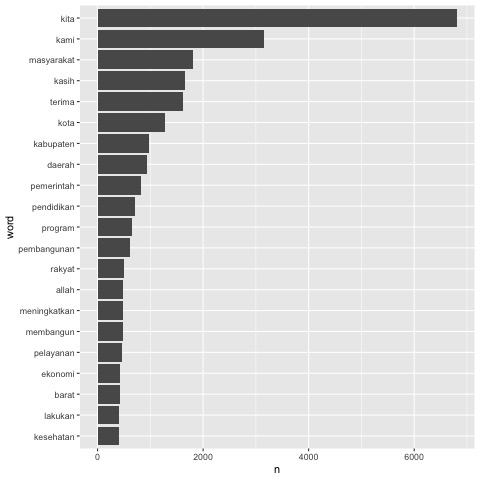 kita
kami
masyarakat
kasih
terima
kota
kabupaten
daerah
pemerintah
pendidikan
program
pembangunan
rakyat
allah
meningkatkan
membangun
pelayanan
ekonomi
barat
lakukan
kesehatan
word
0 2000 4000 6000
n